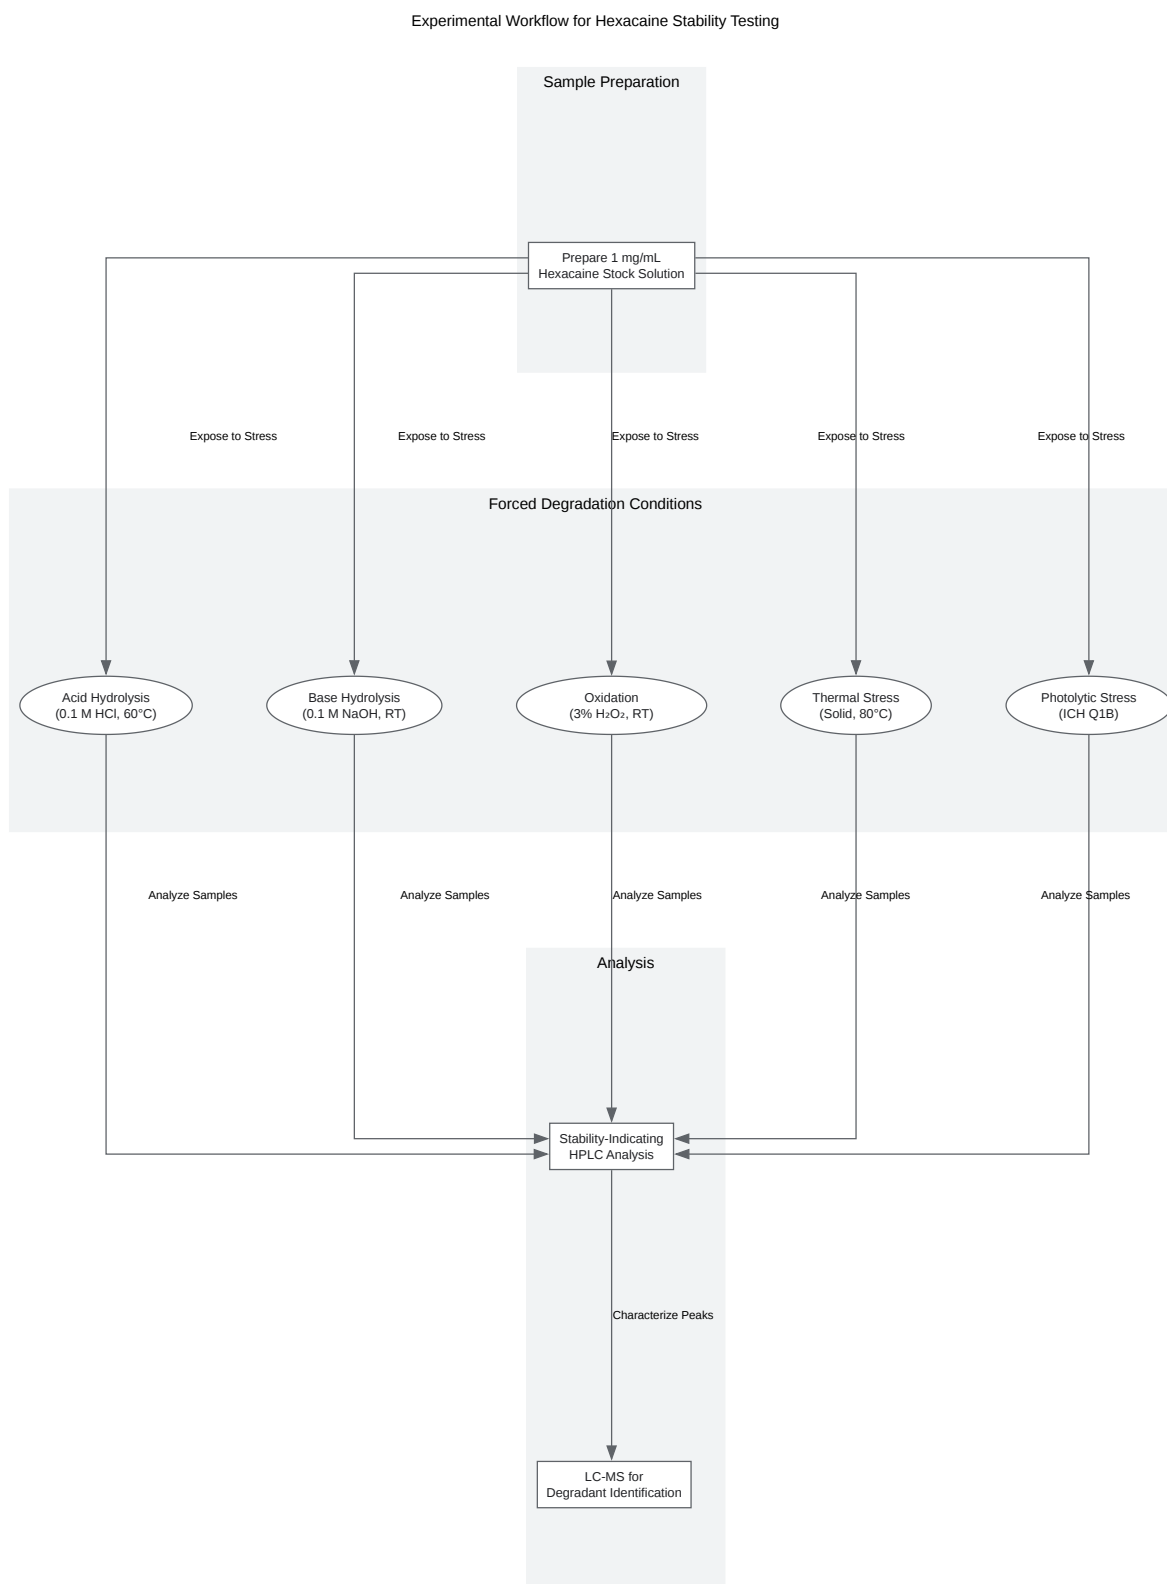 Experimental Workflow for Hexacaine Stability Testing
Sample Preparation
Prepare 1 mg/mL
Hexacaine Stock Solution
Expose to Stress
Expose to Stress
Expose to Stress
Expose to Stress
Expose to Stress
Forced Degradation Conditions
Acid Hydrolysis
(0.1 M HCl, 60°C)
Base Hydrolysis
(0.1 M NaOH, RT)
Oxidation
(3% H₂O₂, RT)
Thermal Stress
(Solid, 80°C)
Photolytic Stress
(ICH Q1B)
Analyze Samples
Analyze Samples
Analyze Samples
Analyze Samples
Analyze Samples
Analysis
Stability-Indicating
HPLC Analysis
Characterize Peaks
LC-MS for
Degradant Identification